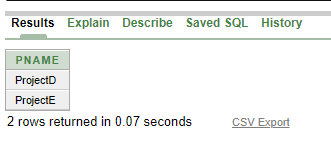 Results Explain Describe Saved SQL History
PNAME
ProjectD
ProjectE
2 rows returned in 0.07 seconds CSV Export